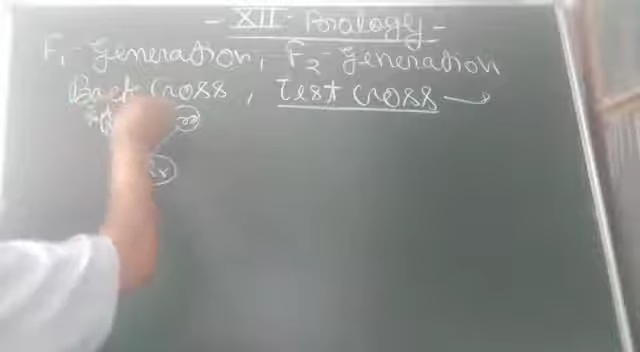 - XII - Biology -
F₁ - Generation, F₂ - Generation
Back Cross, Test Cross →